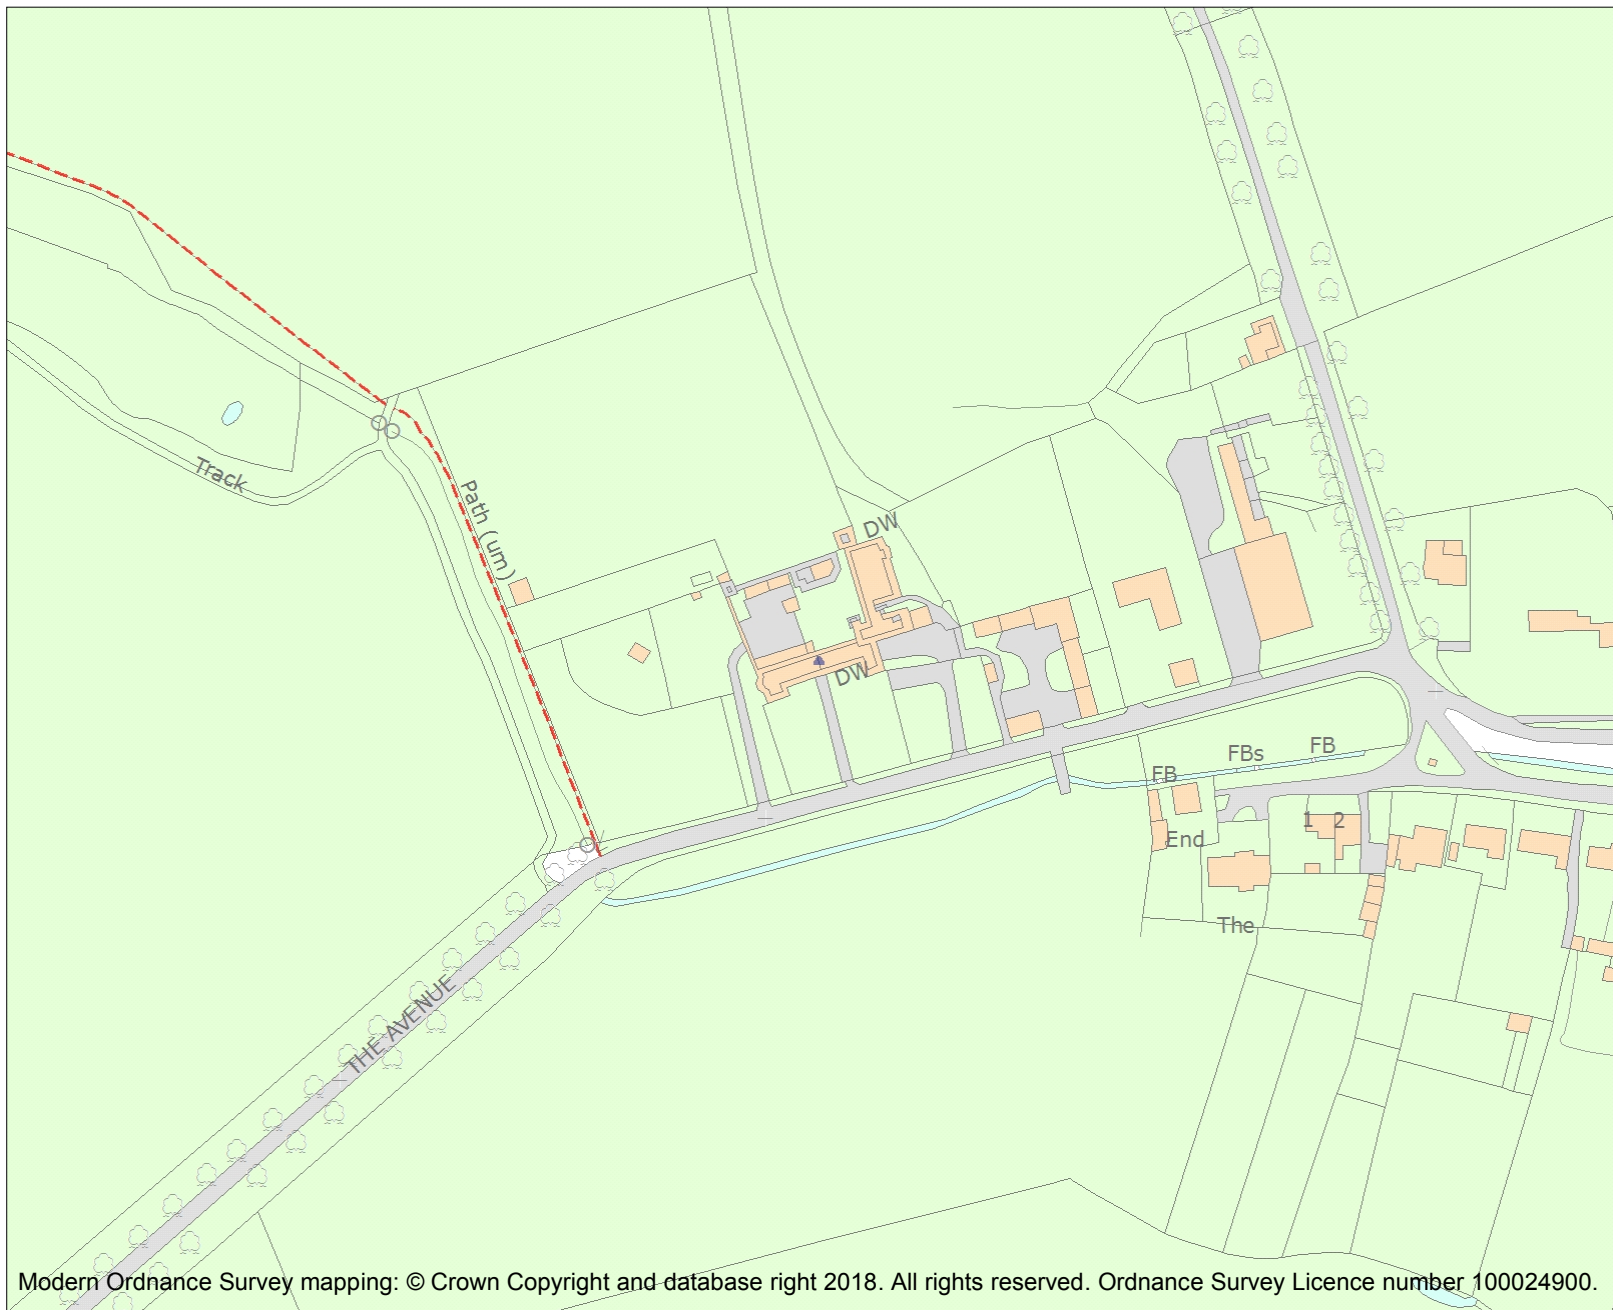 Track
Path (um)
DW
DW
FB
FBs
FB
1 2
End
The
THE AVENUE
Modern Ordnance Survey mapping: © Crown Copyright and database right 2018. All rights reserved. Ordnance Survey Licence number 100024900.